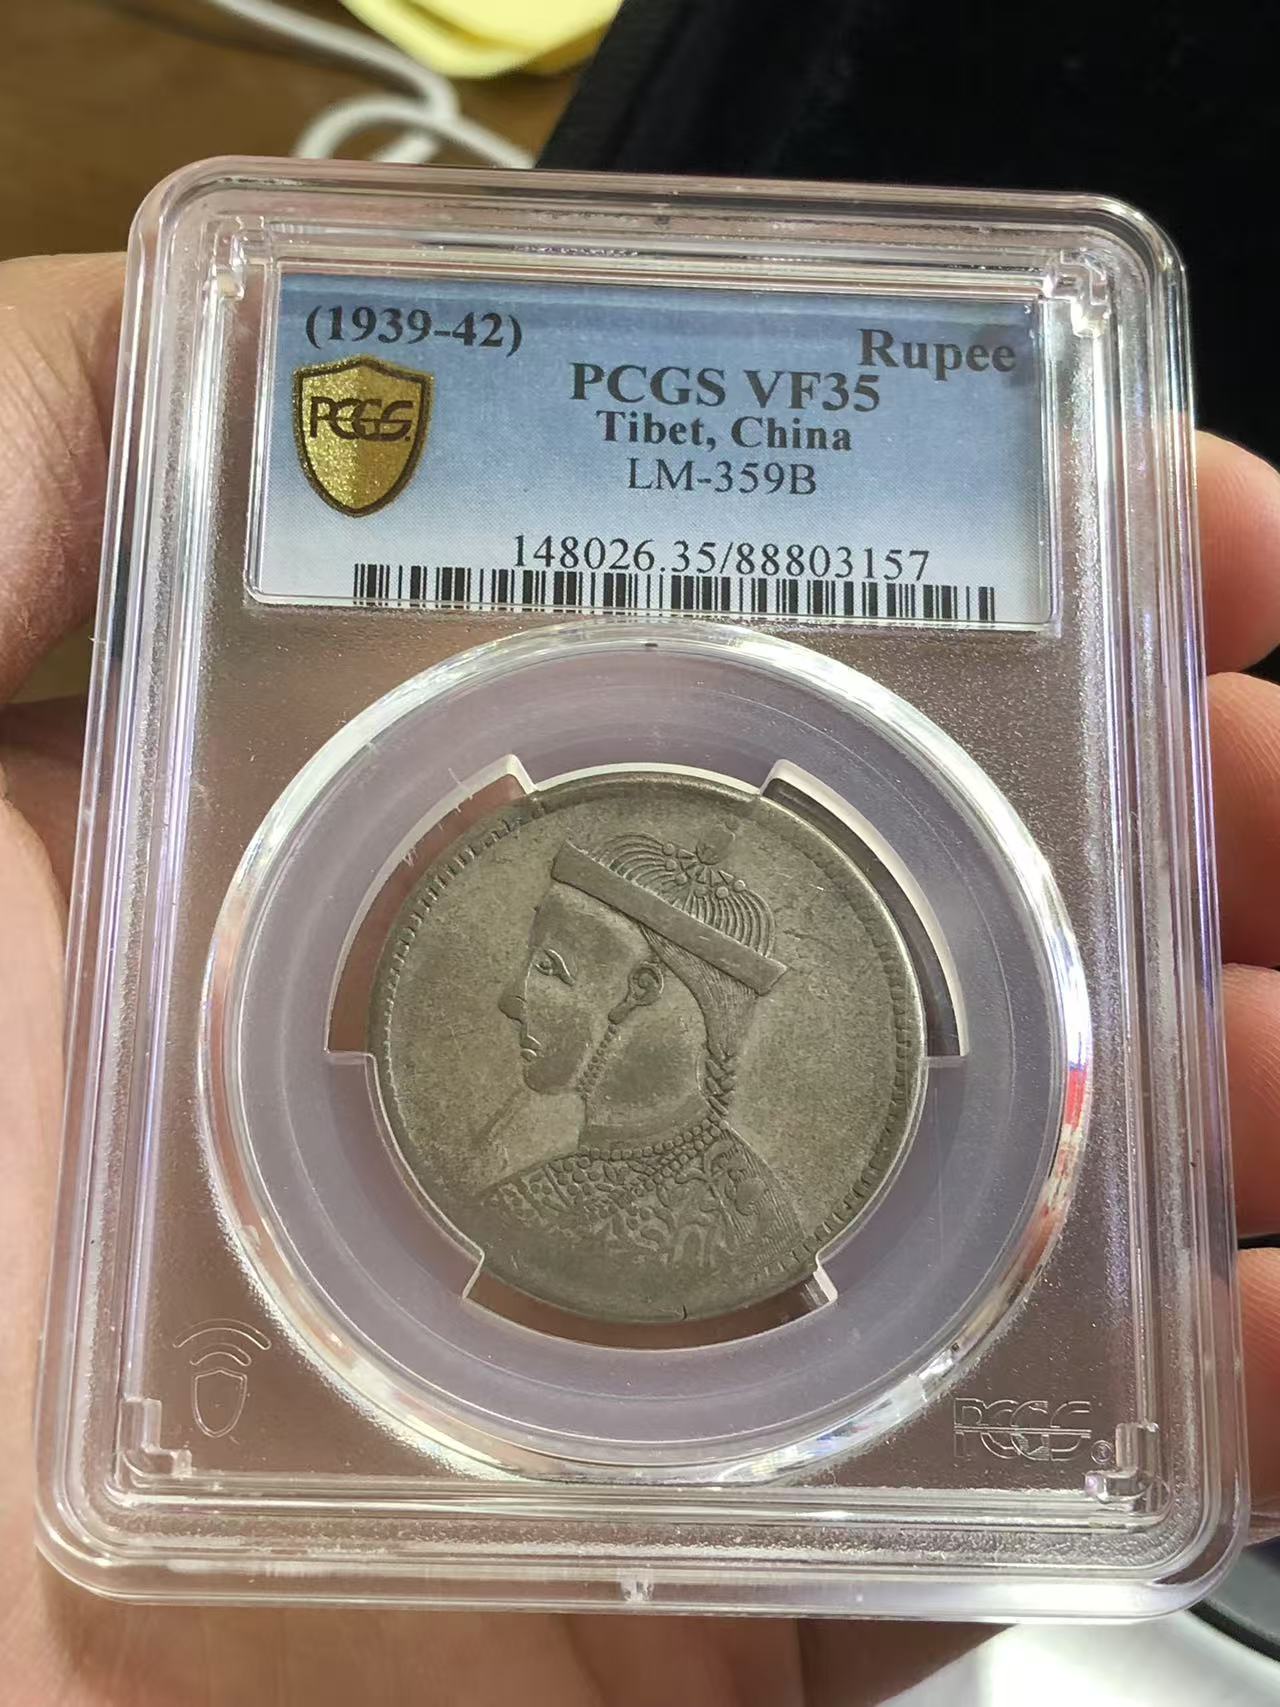 (1939-42)
Rupee
PCGS VF35
PCGS
Tibet, China
LM-359B
148026.35/88803157
PCGS